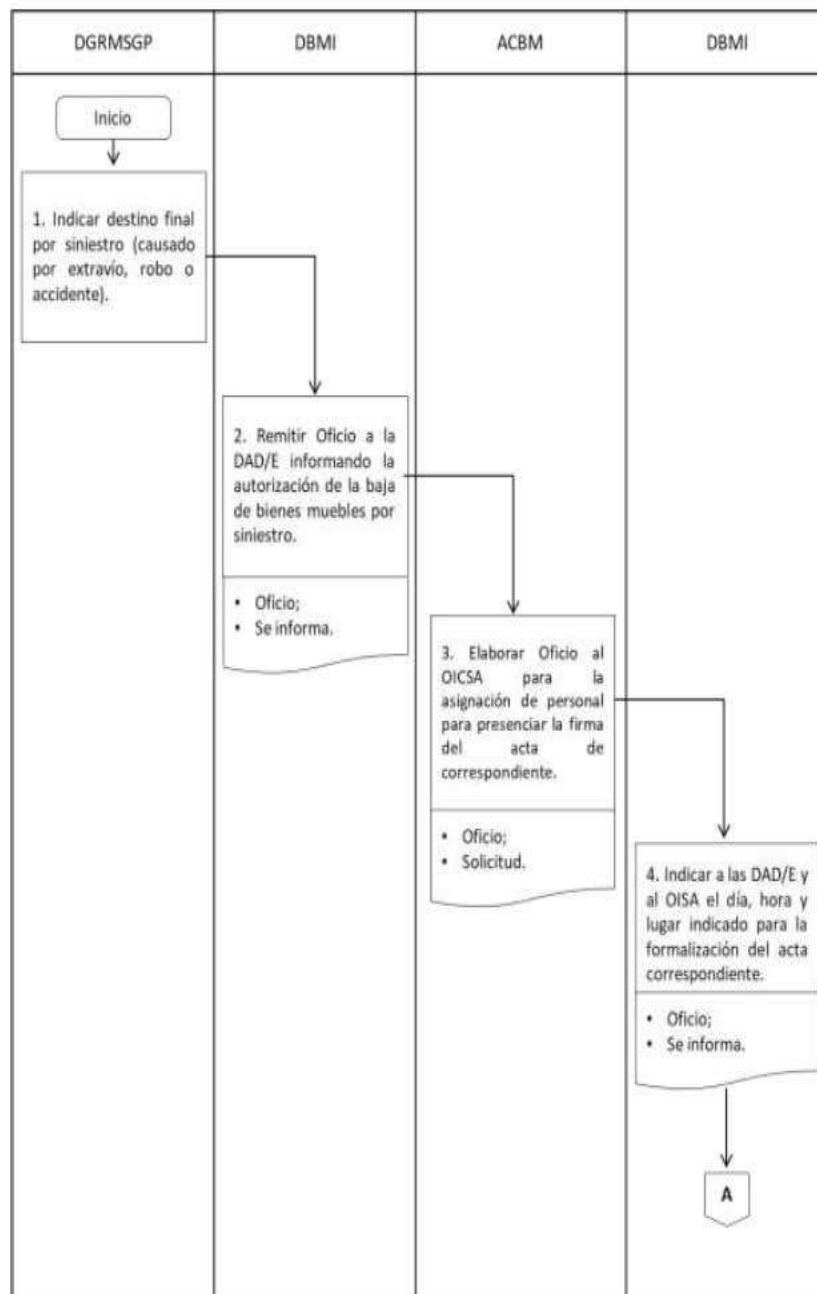 DGRMSGP
DBMI
ACBM
DBMI
Inicio
1. Indicar destino final
por siniestro (causado
por extravío, robo o
accidente).
2. Remitir Oficio a la
DAD/E informando la
autorización de la baja
de bienes muebles por
siniestro.
• Oficio;
• Se informa.
3. Elaborar Oficio al
OICSA para la
asignación de personal
para presenciar la firma
del acta de
correspondiente.
• Oficio;
• Solicitud.
4. Indicar a las DAD/E y
al OISA el día, hora y
lugar indicado para la
formalización del acta
correspondiente.
• Oficio;
• Se informa.
A